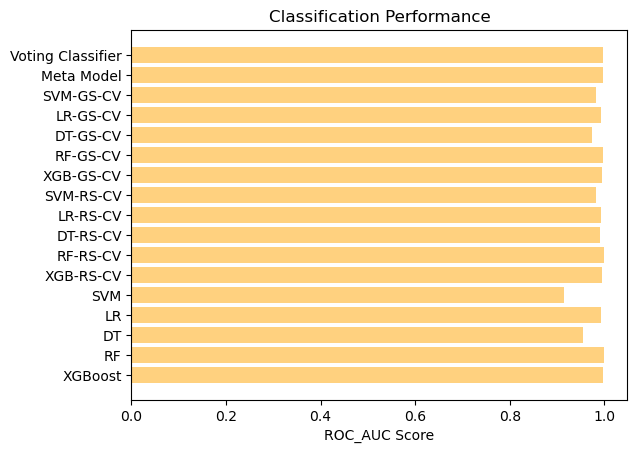 Classification Performance
Voting Classifier
Meta Model
SVM-GS-CV
LR-GS-CV
DT-GS-CV
RF-GS-CV
XGB-GS-CV
SVM-RS-CV
LR-RS-CV
DT-RS-CV
RF-RS-CV
XGB-RS-CV
SVM
LR
DT
RF
XGBoost
0.0 0.2 0.4 0.6 0.8 1.0
ROC_AUC Score